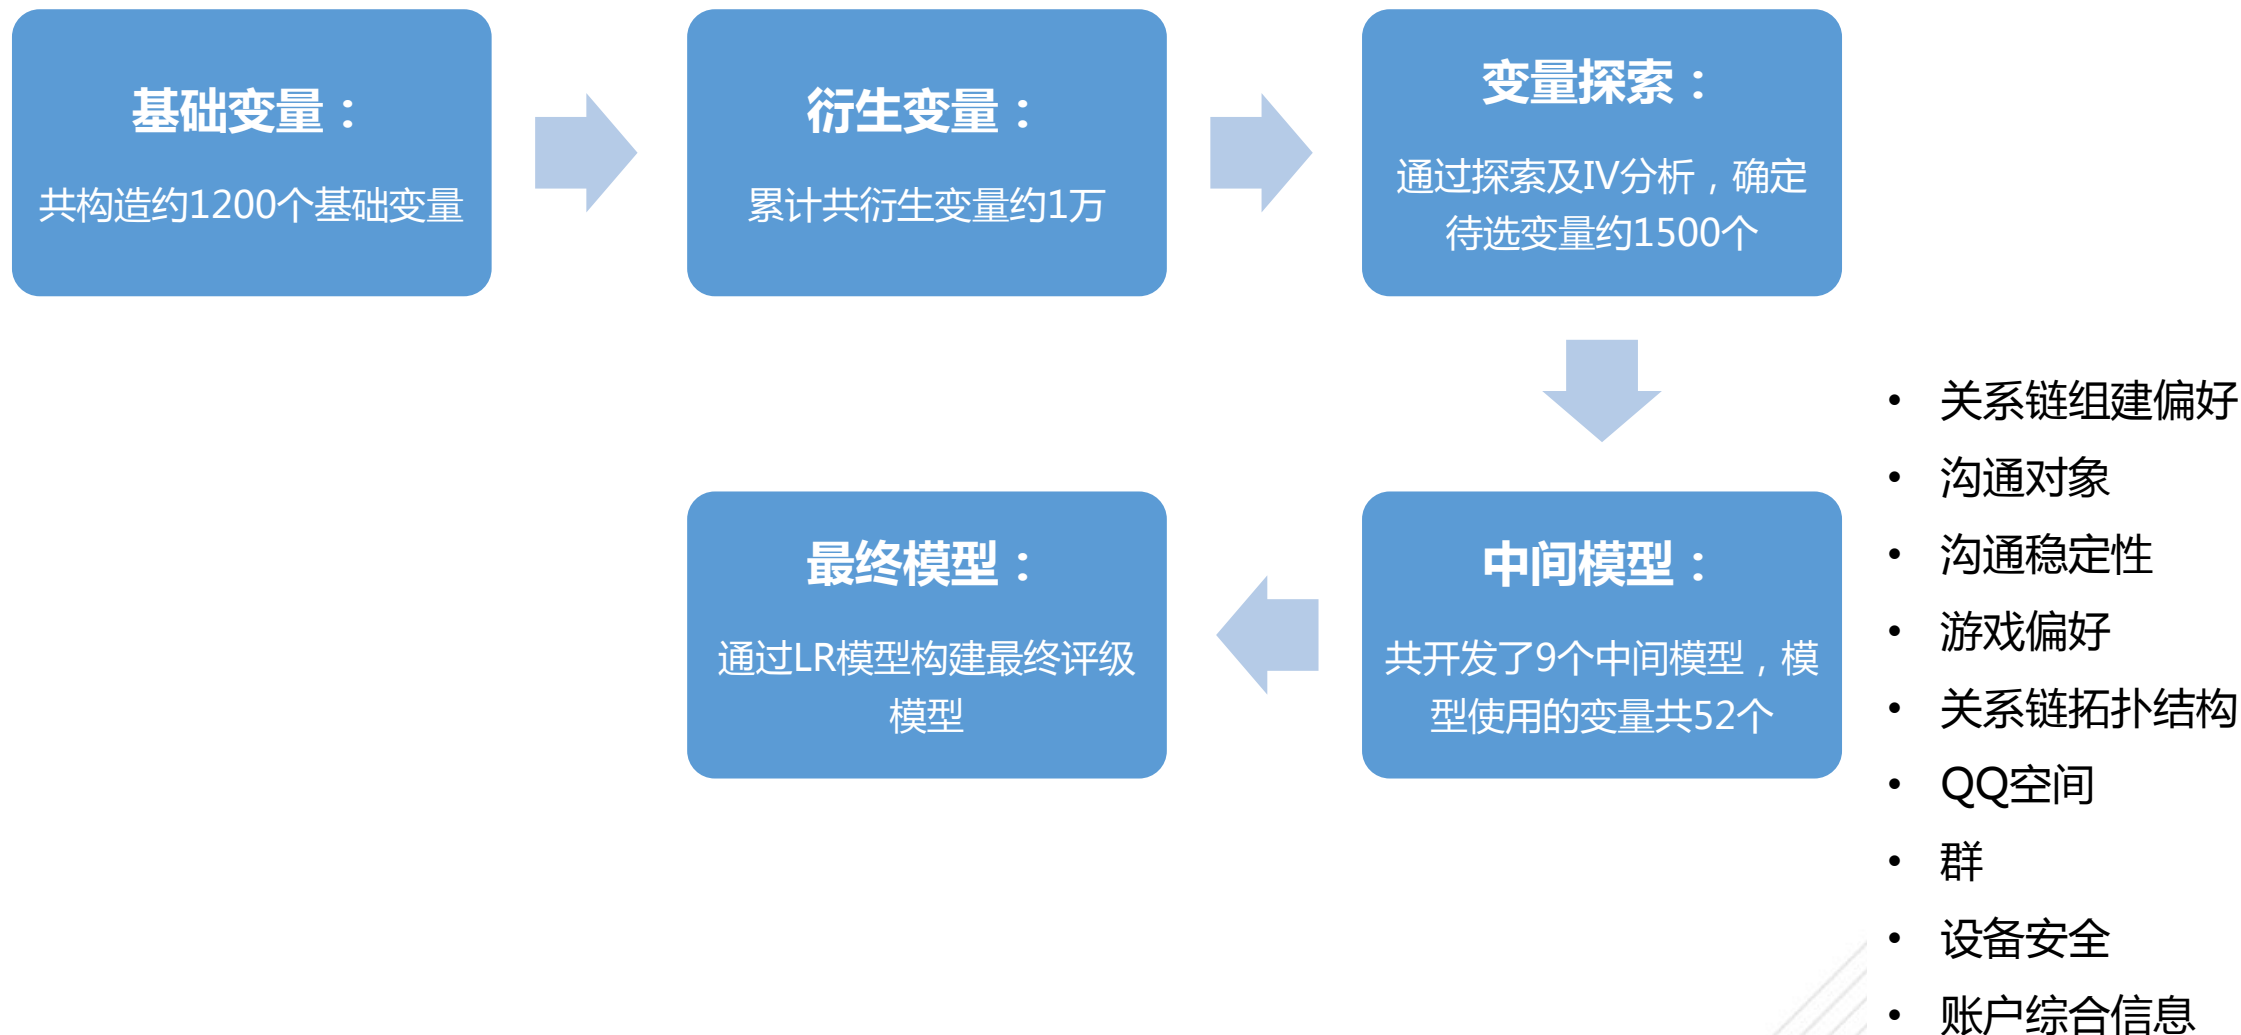 基础变量：
共构造约1200个基础变量
衍生变量：
累计共衍生变量约1万
变量探索：
通过探索及IV分析，确定
待选变量约1500个
中间模型：
共开发了9个中间模型，模
型使用的变量共52个
最终模型：
通过LR模型构建最终评级
模型
• 关系链组建偏好
• 沟通对象
• 沟通稳定性
• 游戏偏好
• 关系链拓扑结构
• QQ空间
• 群
• 设备安全
• 账户综合信息